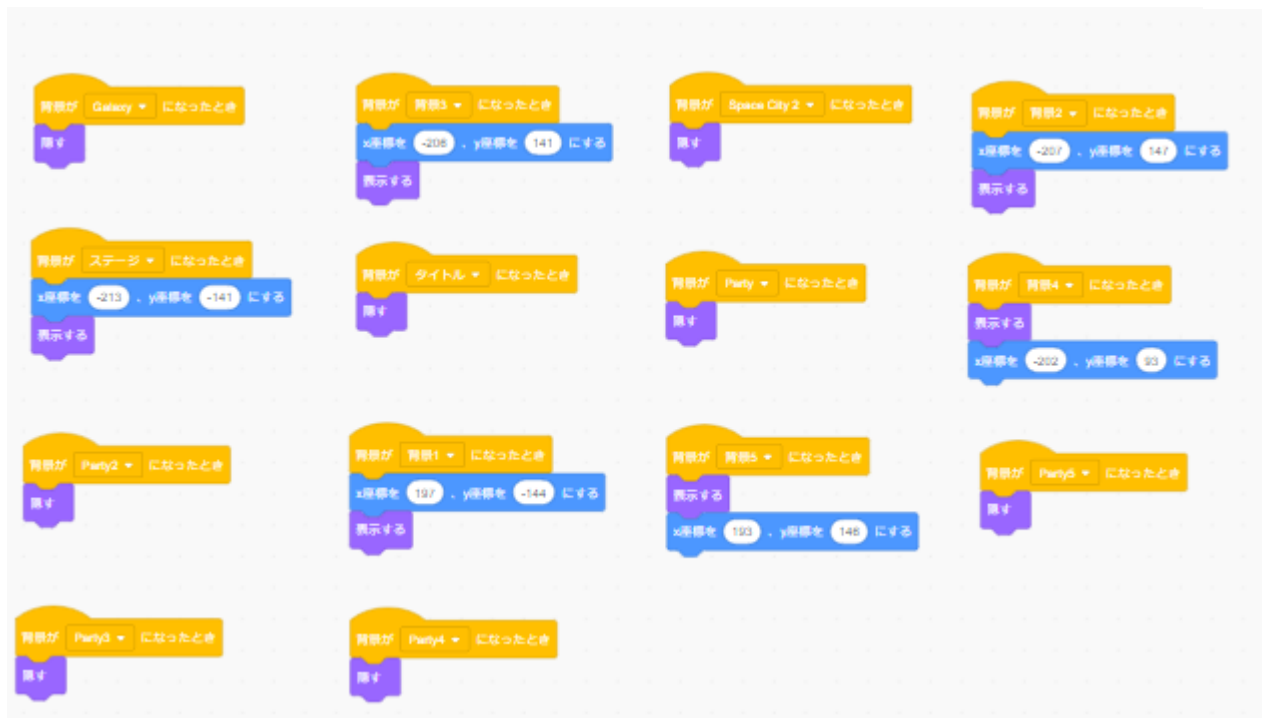 背景が Galaxy になったとき
隠す
背景が 背景3 になったとき
x座標を -206 、y座標を 141 にする
表示する
背景が Space City 2 になったとき
隠す
背景が 背景2 になったとき
x座標を -207 、y座標を 147 にする
表示する
背景が ステージ になったとき
x座標を -213 、y座標を -141 にする
表示する
背景が タイトル になったとき
隠す
背景が Party になったとき
隠す
背景が 背景4 になったとき
表示する
x座標を -202 、y座標を 93 にする
背景が Party2 になったとき
隠す
背景が 背景1 になったとき
x座標を 197 、y座標を -144 にする
表示する
背景が 背景5 になったとき
表示する
x座標を 193 、y座標を 146 にする
背景が Party5 になったとき
隠す
背景が Party3 になったとき
隠す
背景が Party4 になったとき
隠す